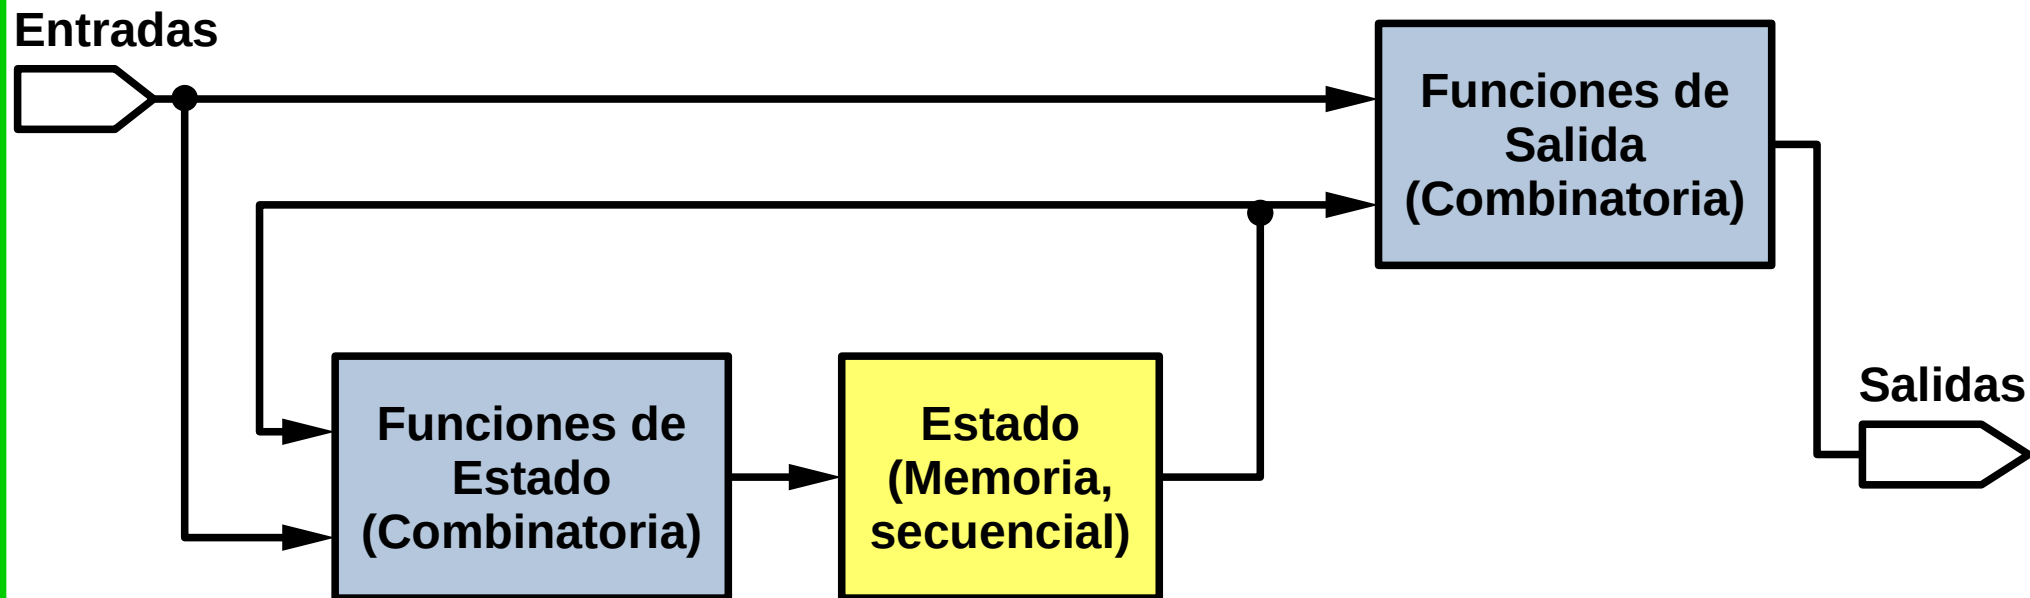 Entradas
Funciones de
Salida
(Combinatoria)
Salidas
Funciones de
Estado
(Combinatoria)
Estado
(Memoria,
secuencial)